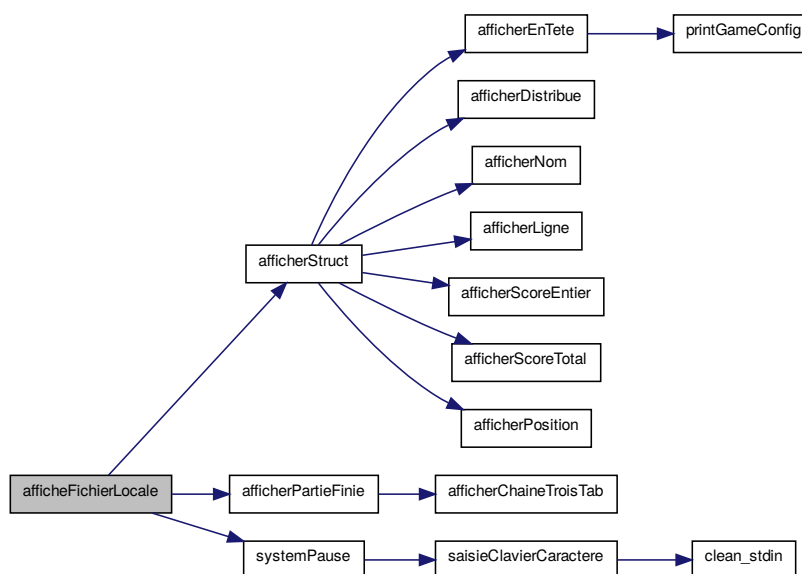 afficherEnTete
printGameConfig
afficherDistribue
afficherNom
afficherLigne
afficherStruct
afficherScoreEntier
afficherScoreTotal
afficherPosition
afficheFichierLocale
afficherPartieFinie
afficherChaineTroisTab
systemPause
saisieClavierCaractere
clean_stdin